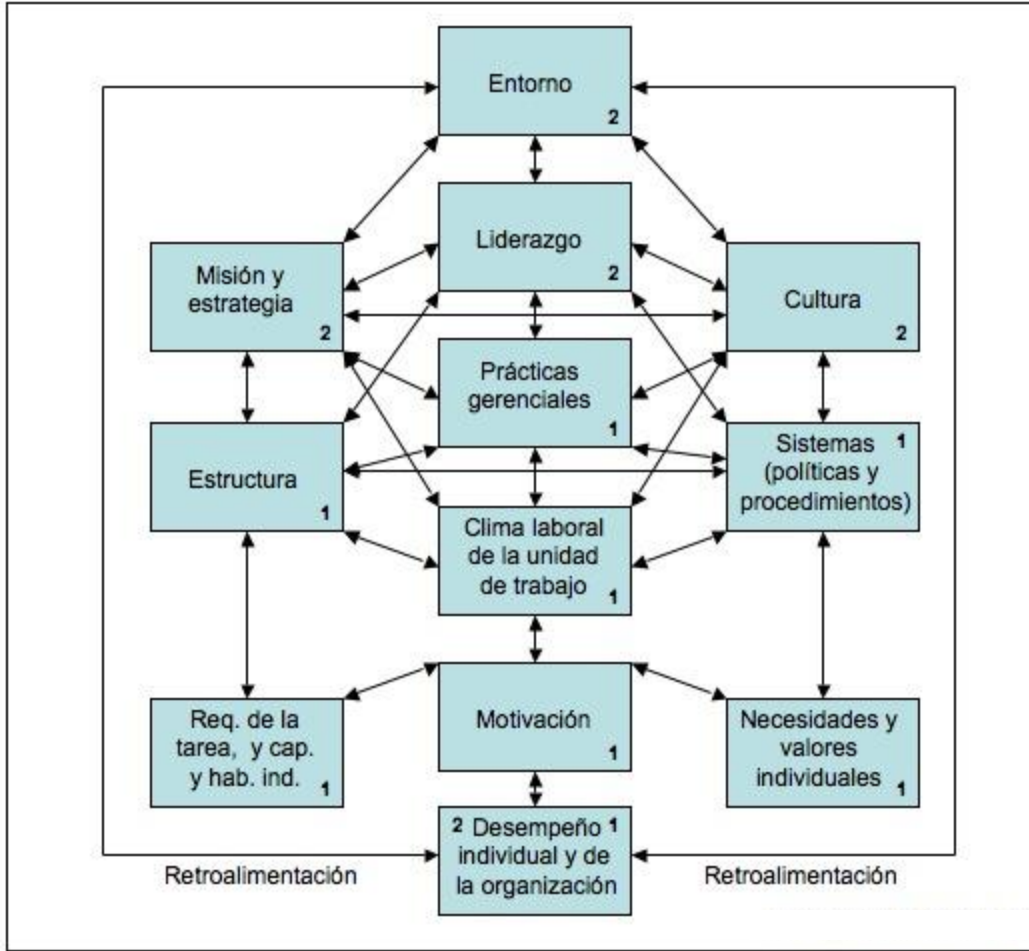 Entorno
2
Liderazgo
2
Misión y
estrategia
2
Cultura
2
Prácticas
gerenciales
1
Estructura
1
Sistemas 1
(políticas y
procedimientos)
Clima laboral
de la unidad
de trabajo
1
Req. de la
tarea, y cap.
y hab. ind.
1
Motivación
1
Necesidades y
valores
individuales
1
2 Desempeño 1
individual y de
la organización
Retroalimentación
Retroalimentación